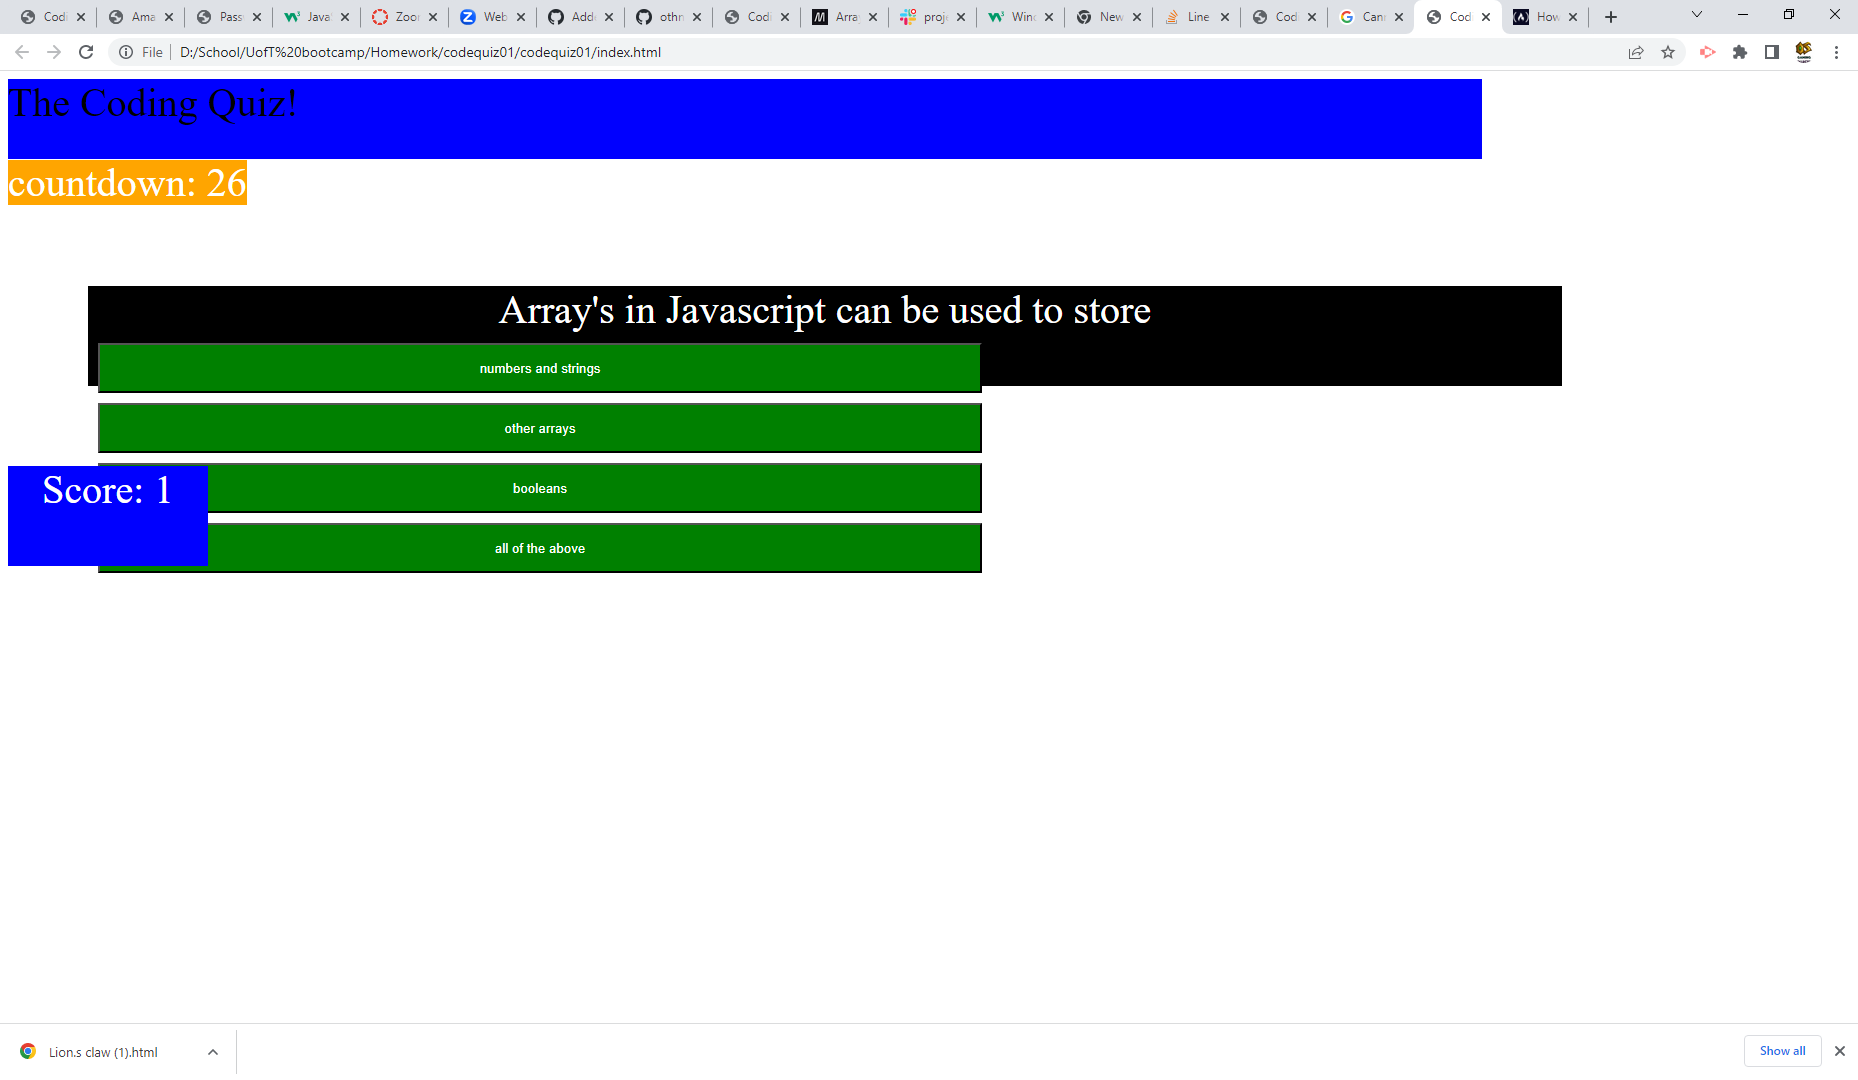 Codi
Ama
Pass
Java
Zoo
Web
Add
othr
Codi
Arra
proj
Win
New
Line
Codi
Can
Codi
How
File
D:/School/UofT%20bootcamp/Homework/codequiz01/codequiz01/index.html
The Coding Quiz!
countdown: 26
Array's in Javascript can be used to store
numbers and strings
other arrays
booleans
Score: 1
all of the above
Lion.s claw (1).html
Show all